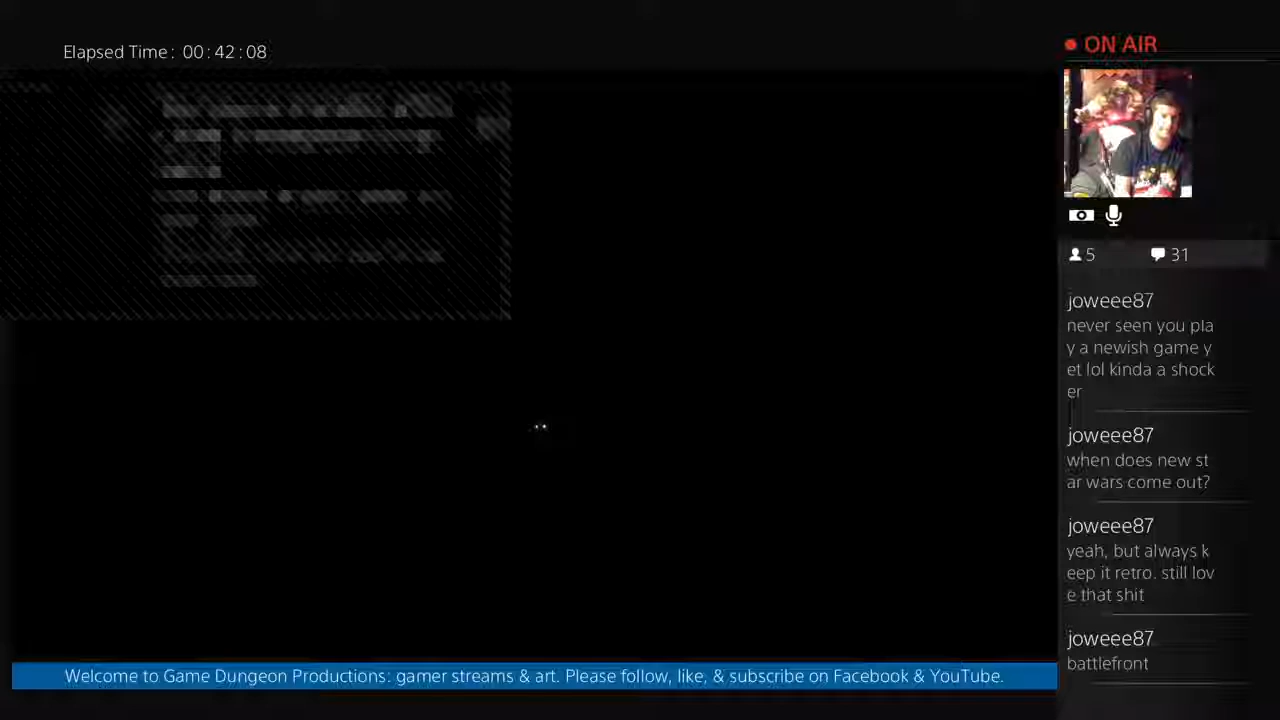 Elapsed Time: 00:42:08
ON AIR
5 31
joweee87
never seen you pla
y a newish game y
et lol kinda a shock
er
joweee87
when does new st
ar wars come out?
joweee87
yeah, but always k
eep it retro. still lov
e that shit
joweee87
battlefront
Welcome to Game Dungeon Productions: gamer streams & art. Please follow, like, & subscribe on Facebook & YouTube.